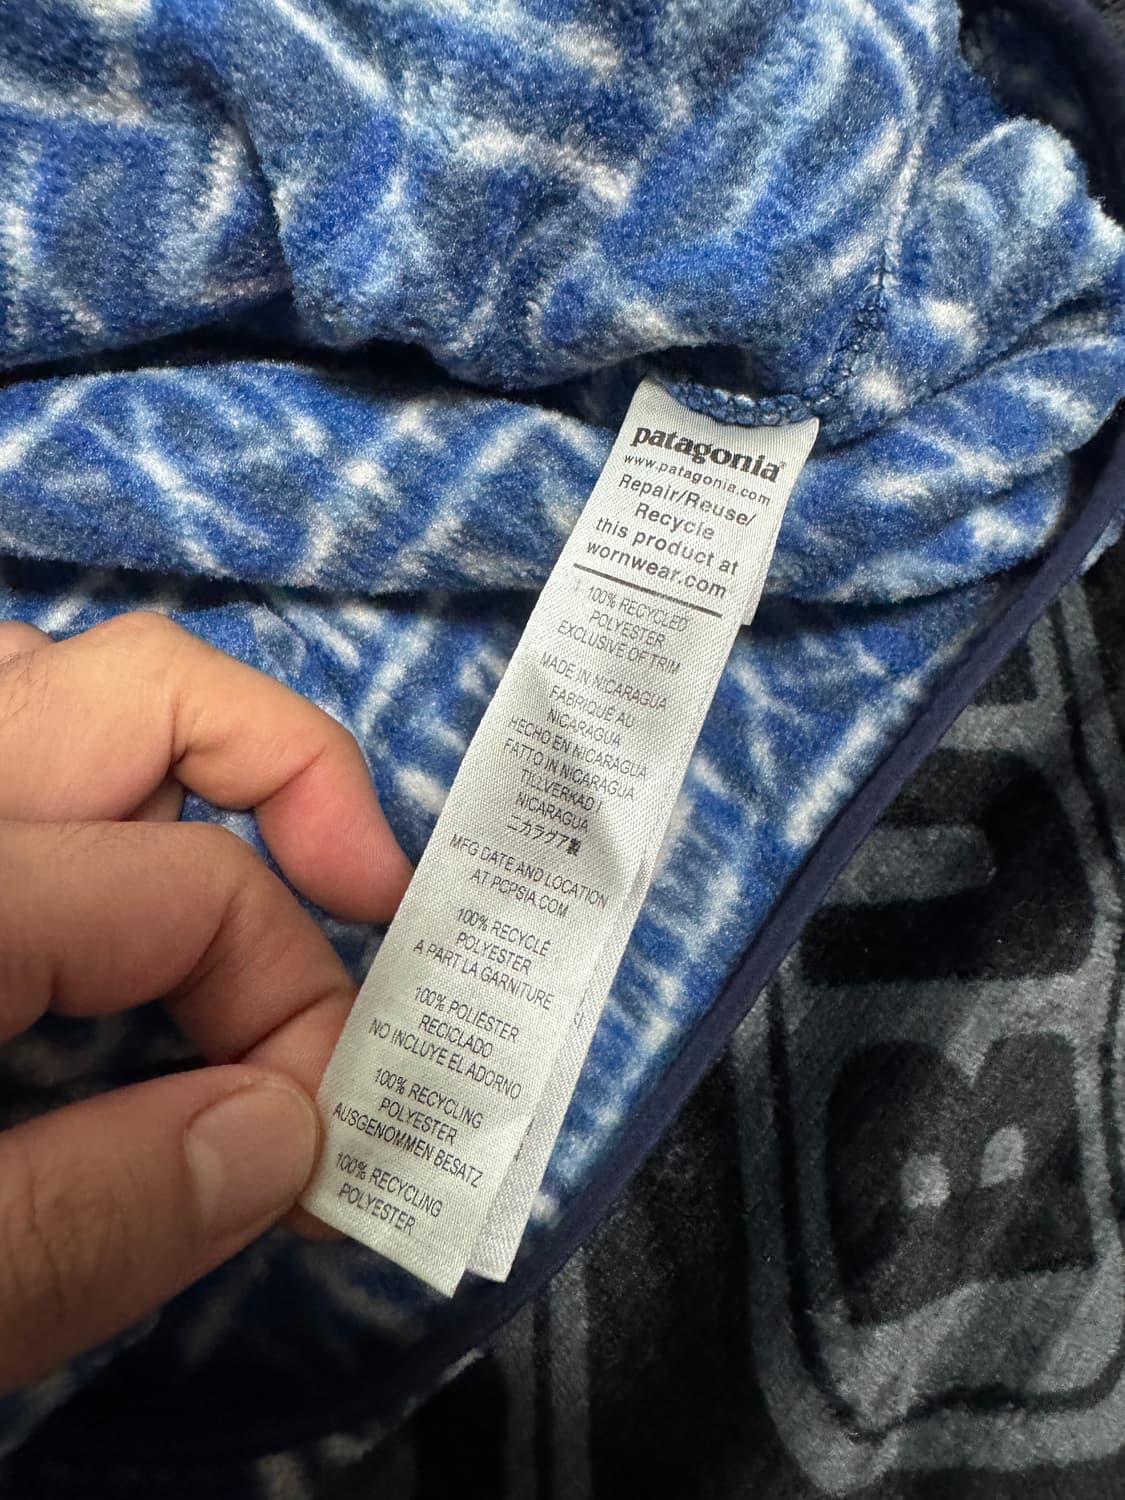 patagonia®
www.patagonia.com
Repair/Reuse/
Recycle
this product at
wornwear.com
100% RECYCLED
POLYESTER
EXCLUSIVE OF TRIM
MADE IN NICARAGUA
FABRIQUÉ AU
NICARAGUA
HECHO EN NICARAGUA
FATTO IN NICARAGUA
TILLVERKAD I
NICARAGUA
ニカラグア製
MFG DATE AND LOCATION
AT PCPSIA.COM
100% RECYCLÉ
POLYESTER
A PART LA GARNITURE
100% POLIÉSTER
RECICLADO
NO INCLUYE EL ADORNO
100% RECYCLING
POLYESTER
AUSGENOMMEN BESATZ
100% RECYCLING
POLYESTER